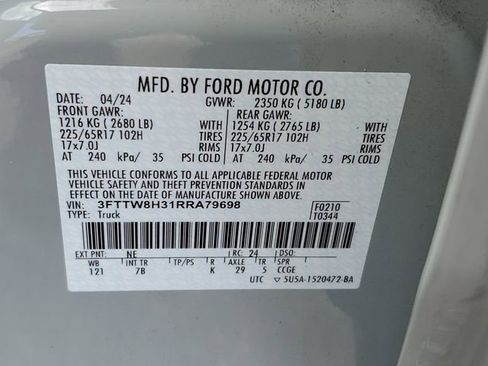 MFD. BY FORD MOTOR CO.
DATE: 04/24 GVWR: 2350 KG ( 5180 LB)
FRONT GAWR: REAR GAWR:
1216 KG ( 2680 LB) WITH 1254 KG ( 2765 LB) WITH
225/65R17 102H TIRES 225/65R17 102H TIRES
17x7.0J RIMS 17x7.0J RIMS
AT 240 kPa/ 35 PSI COLD AT 240 kPa/ 35 PSI COLD
THIS VEHICLE CONFORMS TO ALL APPLICABLE FEDERAL MOTOR
VEHICLE SAFETY AND BUMPER STANDARDS IN EFFECT ON THE DATE OF
MANUFACTURE SHOWN ABOVE.
VIN: 3FTTW8H31RRA79698 F0210
TYPE: Truck T0344
EXT PNT: NE RC: 24 DSO:
WB INT TR TP/PS R AXLE TR SPR
121 7B K 29 5 CCGE
UTC ▽ 5U5A-1520472-BA